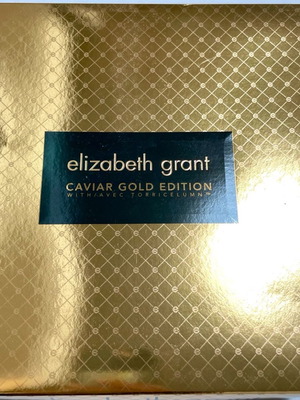 elizabeth grant
CAVIAR GOLD EDITION
WITH•AVEC TORRICELUMN™